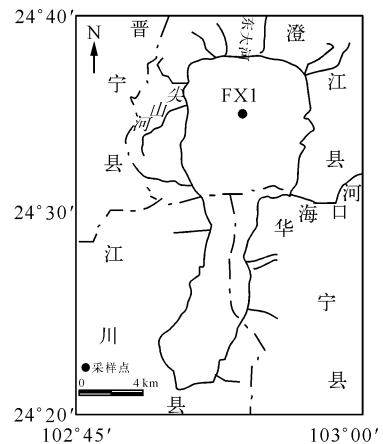 24°40′
24°30′
24°20′
102°45′
103°00′
N
晋宁县
澄江县
东大河
尖山河
FX1
海口河
华宁县
江川县
●采样点
0 4 km